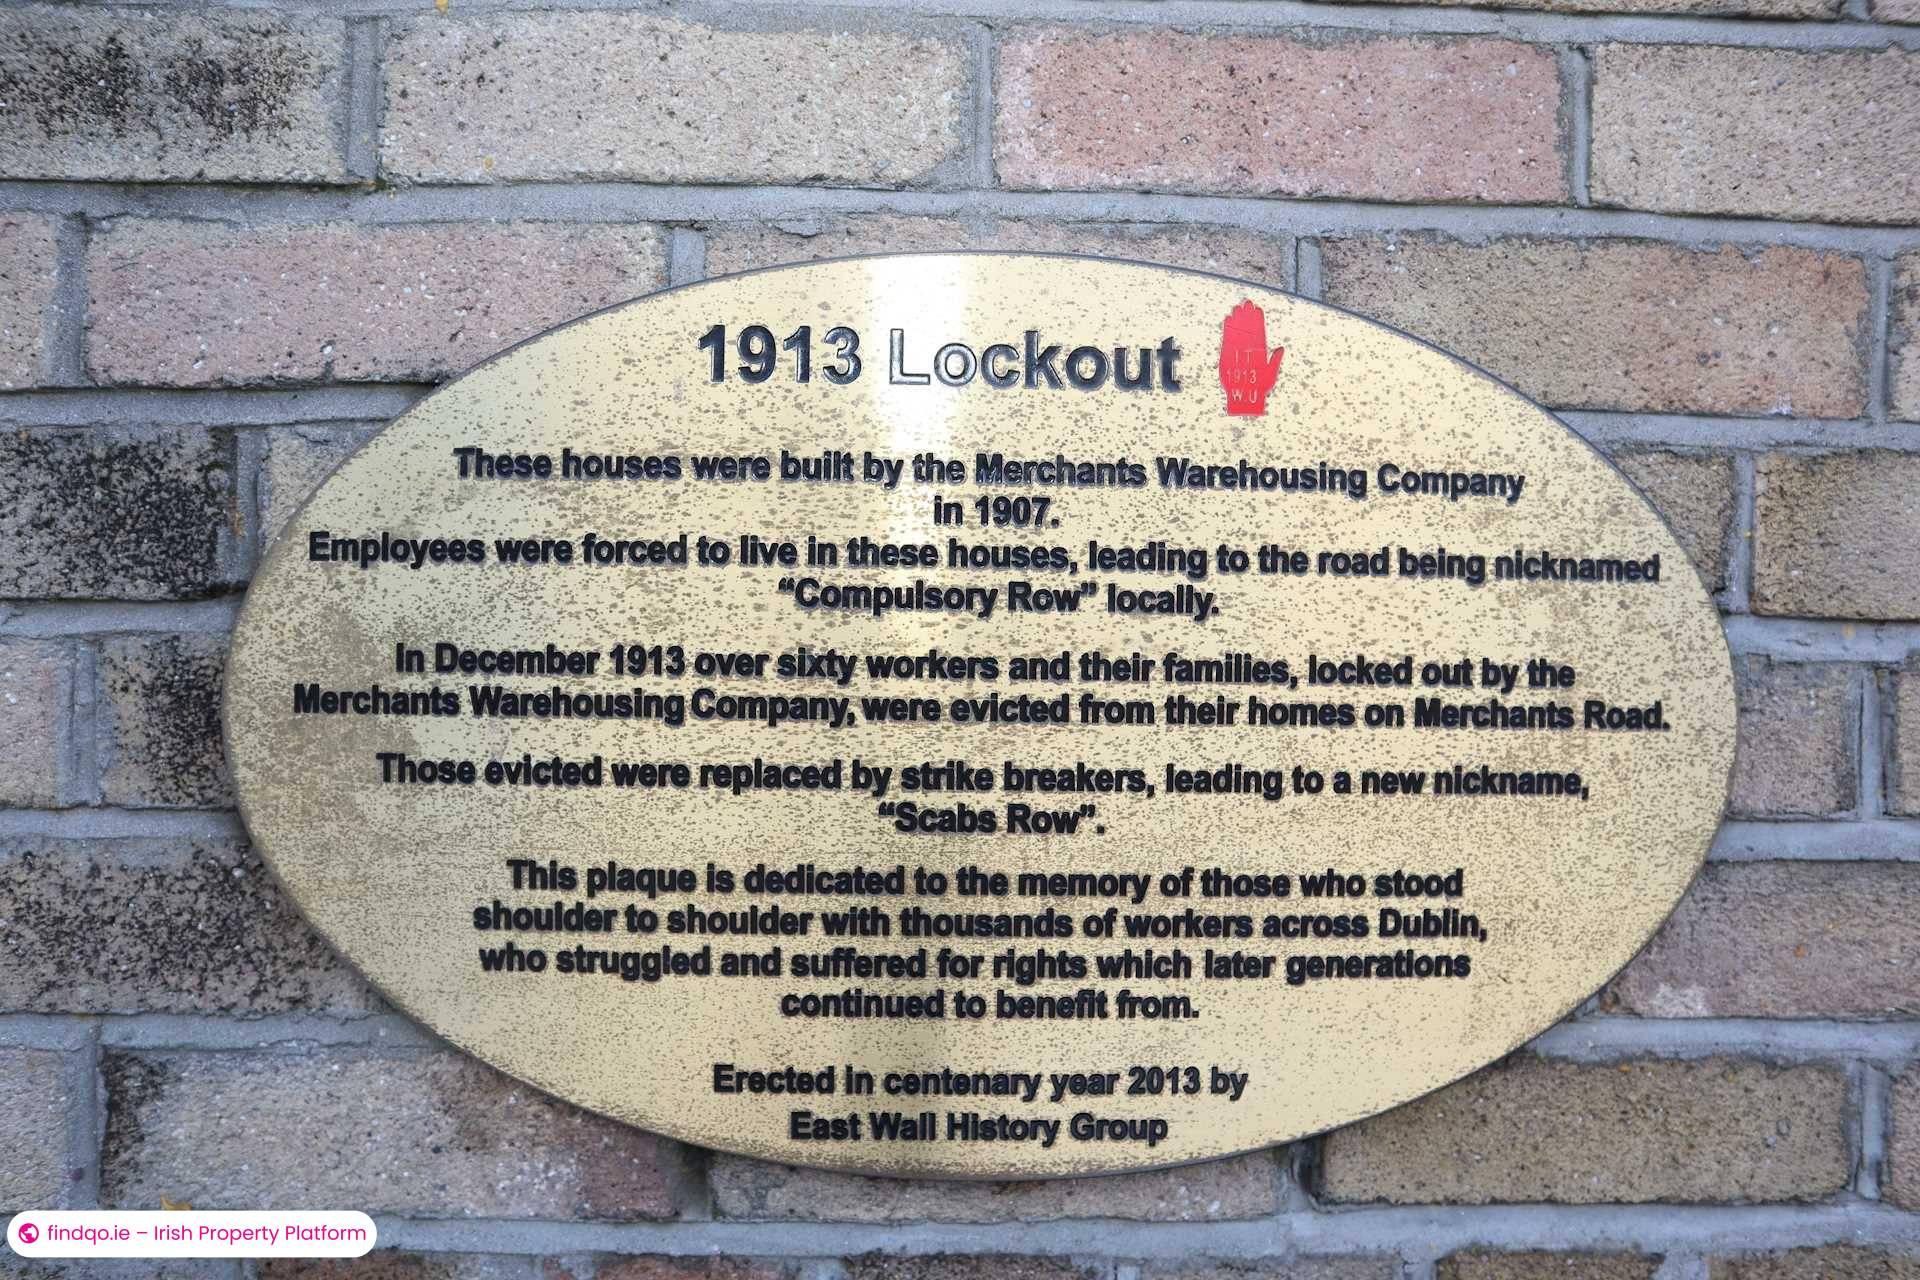 1913 Lockout
I T
1913
W.U
These houses were built by the Merchants Warehousing Company
in 1907.
Employees were forced to live in these houses, leading to the road being nicknamed
“Compulsory Row” locally.
In December 1913 over sixty workers and their families, locked out by the
Merchants Warehousing Company, were evicted from their homes on Merchants Road.
Those evicted were replaced by strike breakers, leading to a new nickname,
“Scabs Row”.
This plaque is dedicated to the memory of those who stood
shoulder to shoulder with thousands of workers across Dublin,
who struggled and suffered for rights which later generations
continued to benefit from.
Erected in centenary year 2013 by
East Wall History Group
findqo.ie – Irish Property Platform